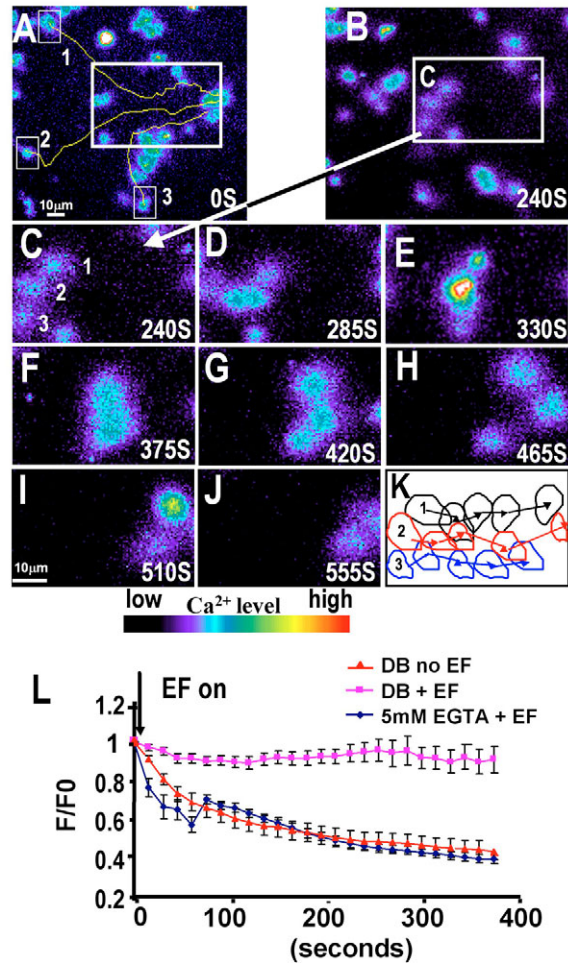 A
1
2
3
10µm
0S
B
C
240S
C
1
2
3
240S
D
285S
E
330S
F
375S
G
420S
H
465S
I
10µm
510S
J
555S
K
1
2
3
low Ca²⁺ level high
L
EF on
DB no EF
DB + EF
5mM EGTA + EF
F/F0
1.2
1
0.8
0.6
0.4
0.2
0 100 200 300 400
(seconds)